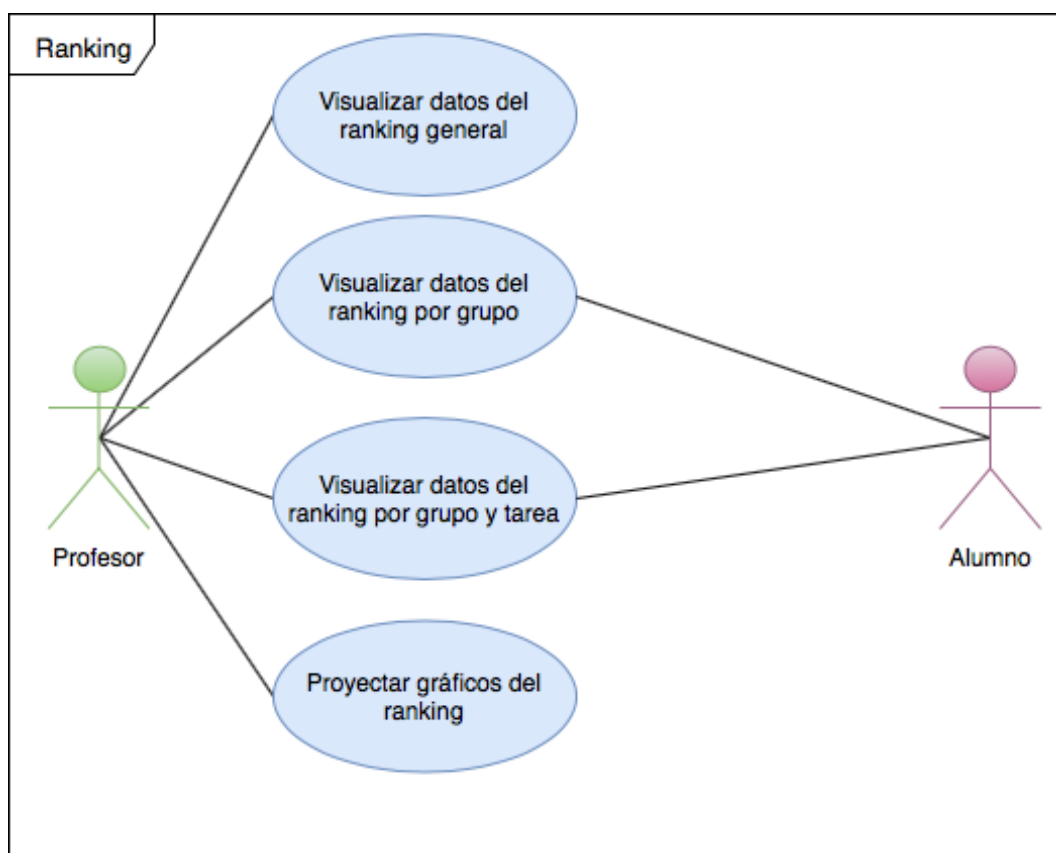 Ranking
Visualizar datos del
ranking general
Visualizar datos del
ranking por grupo
Visualizar datos del
ranking por grupo y tarea
Profesor
Alumno
Proyectar gráficos del
ranking